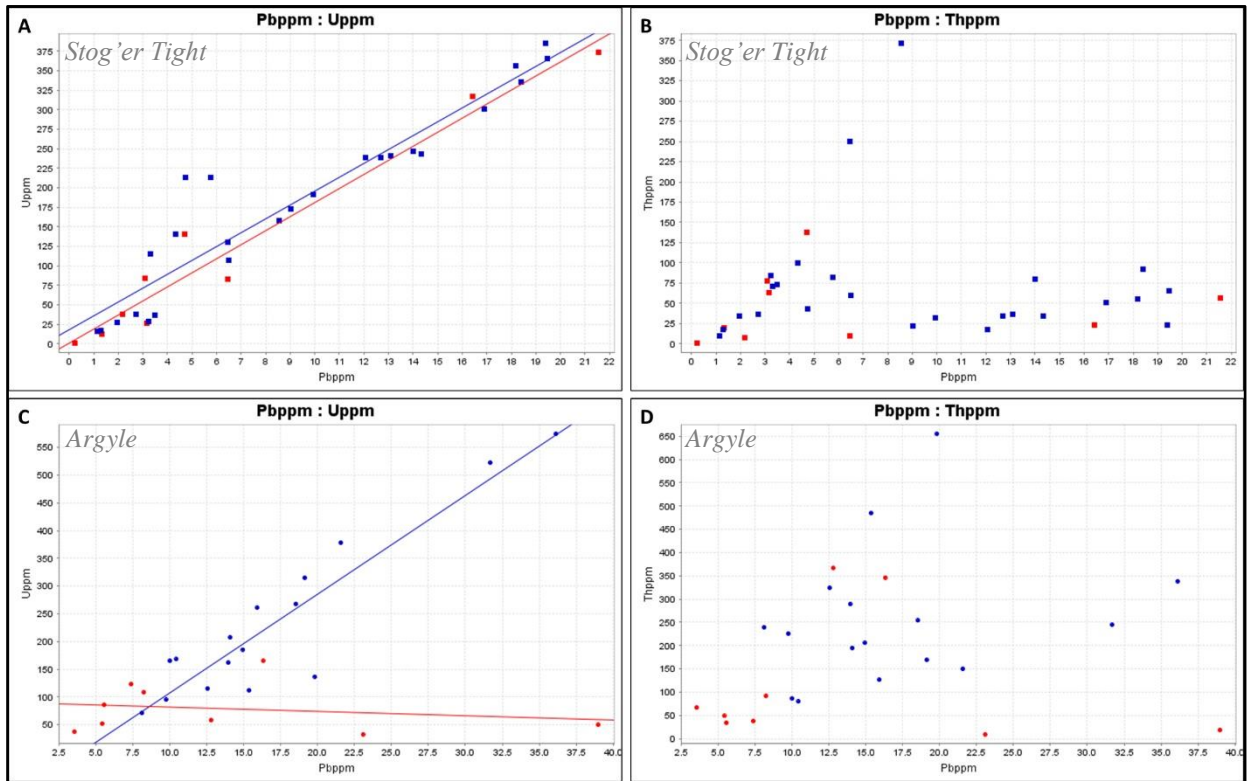 A
Pbppm : Uppm
Stog’er Tight
375
350
325
300
275
250
225
200
175
150
125
100
75
50
25
0
Uppm
0 1 2 3 4 5 6 7 8 9 10 11 12 13 14 15 16 17 18 19 20 21 22
Pbppm
B
Pbppm : Thppm
Stog’er Tight
375
350
325
300
275
250
225
200
175
150
125
100
75
50
25
0
Thppm
0 1 2 3 4 5 6 7 8 9 10 11 12 13 14 15 16 17 18 19 20 21 22
Pbppm
C
Pbppm : Uppm
Argyle
550
500
450
400
350
300
250
200
150
100
50
Uppm
2.5 5.0 7.5 10.0 12.5 15.0 17.5 20.0 22.5 25.0 27.5 30.0 32.5 35.0 37.5 40.0
Pbppm
D
Pbppm : Thppm
Argyle
650
600
550
500
450
400
350
300
250
200
150
100
50
0
Thppm
2.5 5.0 7.5 10.0 12.5 15.0 17.5 20.0 22.5 25.0 27.5 30.0 32.5 35.0 37.5 40.0
Pbppm